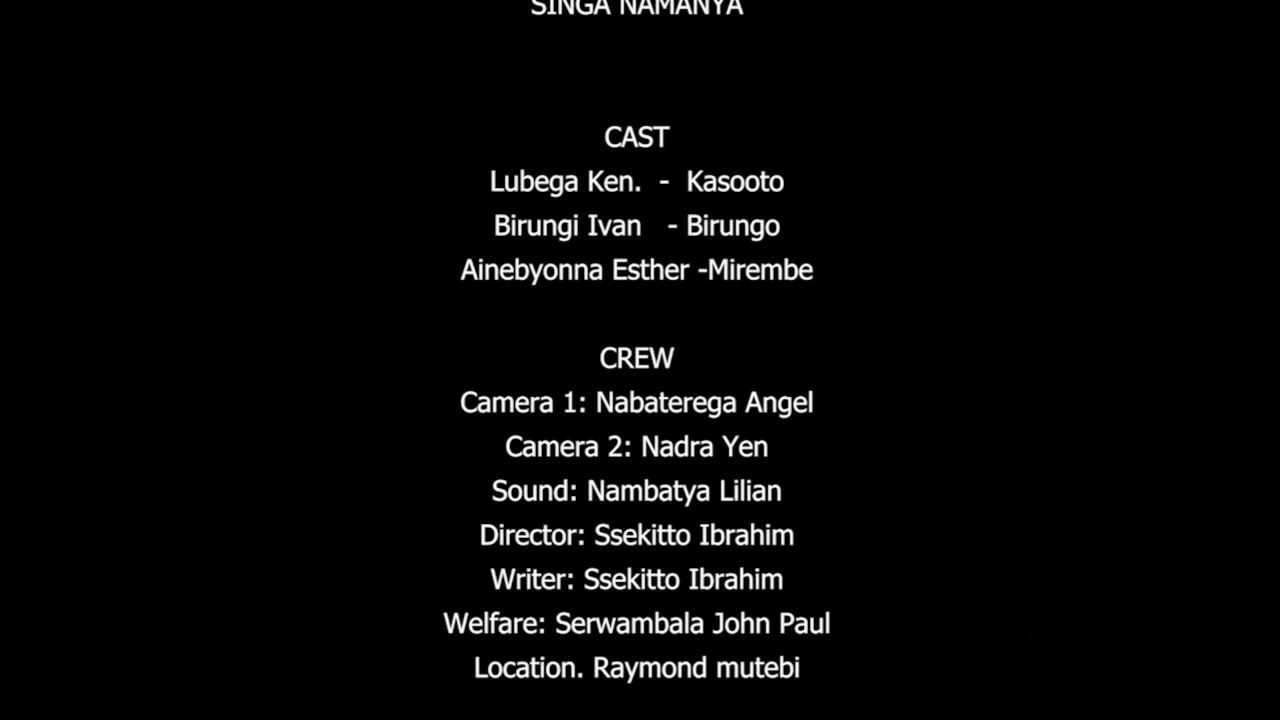 SINGA NAMANYA
CAST
Lubega Ken. - Kasooto
Birungi Ivan - Birungo
Ainebyonna Esther -Mirembe
CREW
Camera 1: Nabaterega Angel
Camera 2: Nadra Yen
Sound: Nambatya Lilian
Director: Ssekitto Ibrahim
Writer: Ssekitto Ibrahim
Welfare: Serwambala John Paul
Location. Raymond mutebi